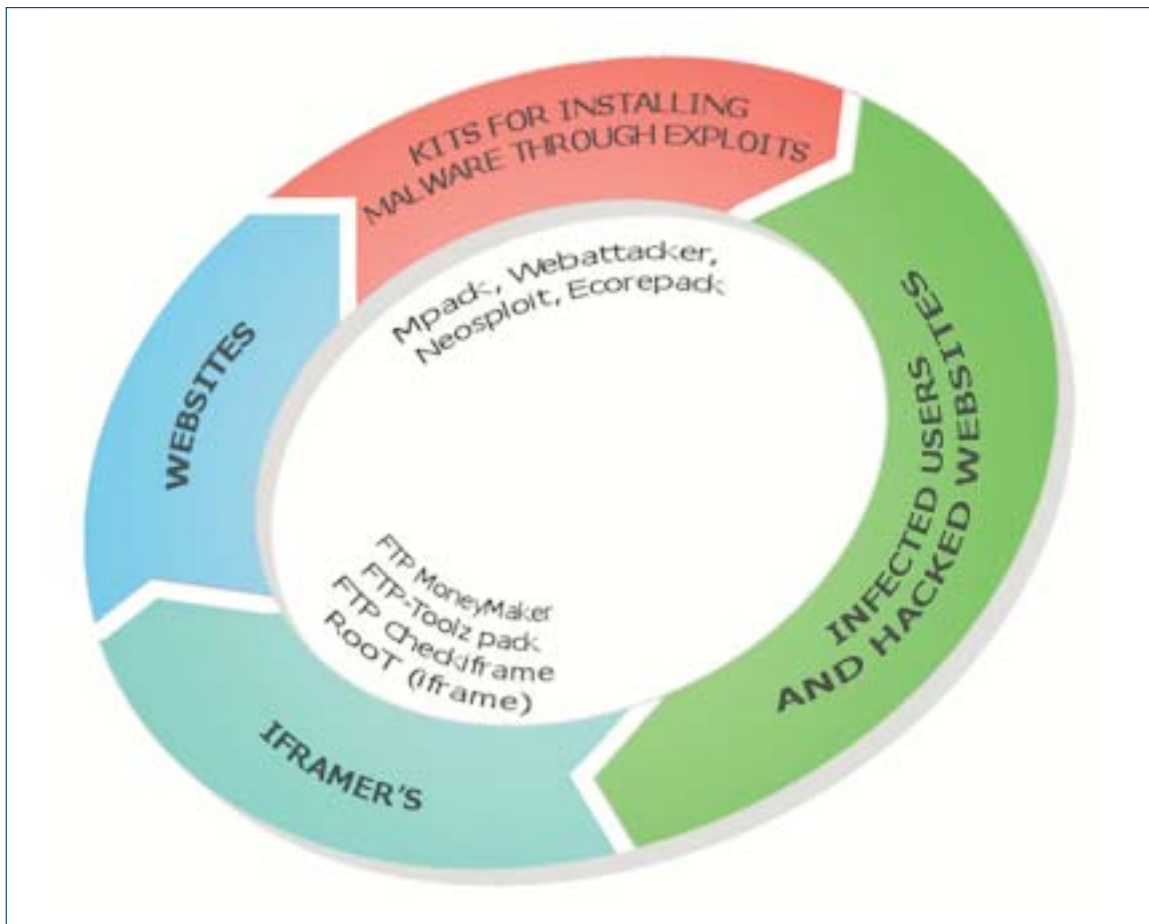 KITS FOR INSTALLING
MALWARE THROUGH EXPLOITS
Mpack, Webattacker,
Neosploit, Ecorepack
WEBSITES
INFECTED USERS
AND HACKED WEBSITES
FTP MoneyMaker
FTP-Toolz pack
FTP CheckIframe
RooT (iframe)
IFRAMER'S